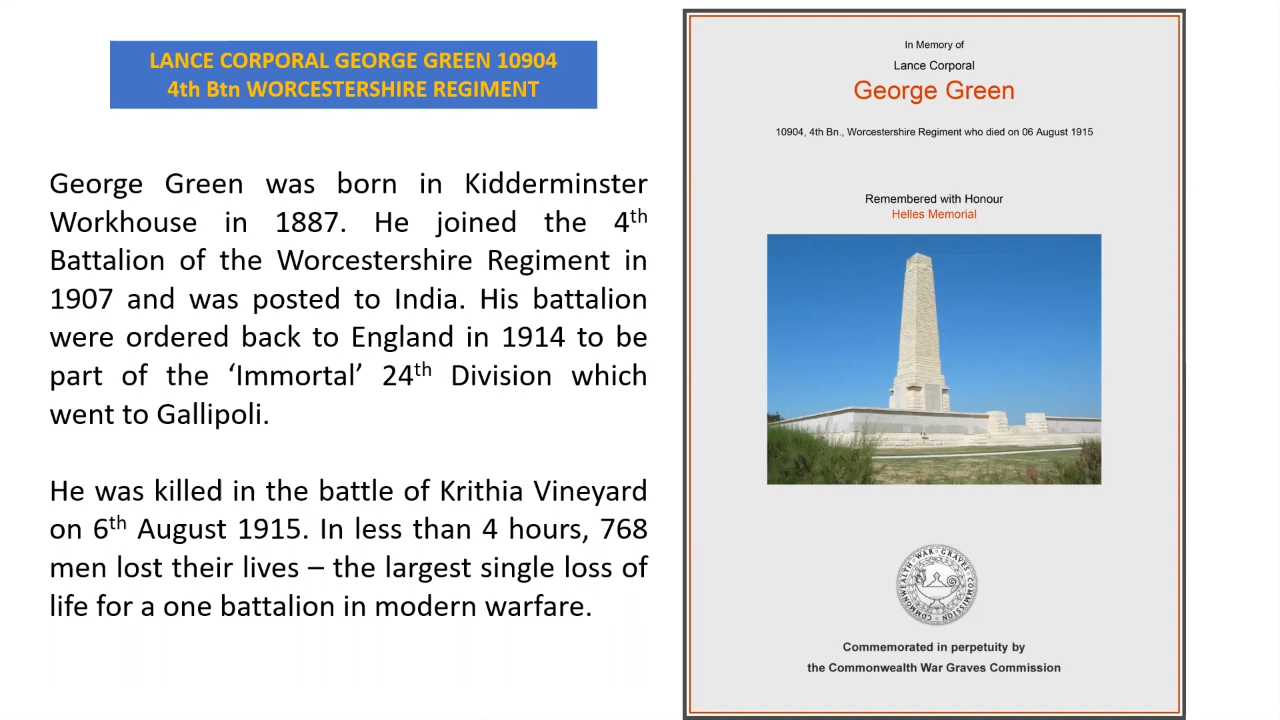 LANCE CORPORAL GEORGE GREEN 10904
4th Btn WORCESTERSHIRE REGIMENT
George Green was born in Kidderminster
Workhouse in 1887. He joined the 4th
Battalion of the Worcestershire Regiment in
1907 and was posted to India. His battalion
were ordered back to England in 1914 to be
part of the ‘Immortal’ 24th Division which
went to Gallipoli.
He was killed in the battle of Krithia Vineyard
on 6th August 1915. In less than 4 hours, 768
men lost their lives – the largest single loss of
life for a one battalion in modern warfare.
In Memory of
Lance Corporal
George Green
10904, 4th Bn., Worcestershire Regiment who died on 06 August 1915
Remembered with Honour
Helles Memorial
COMMONWEALTH · WAR · GRAVES · COMMISSION
Commemorated in perpetuity by
the Commonwealth War Graves Commission